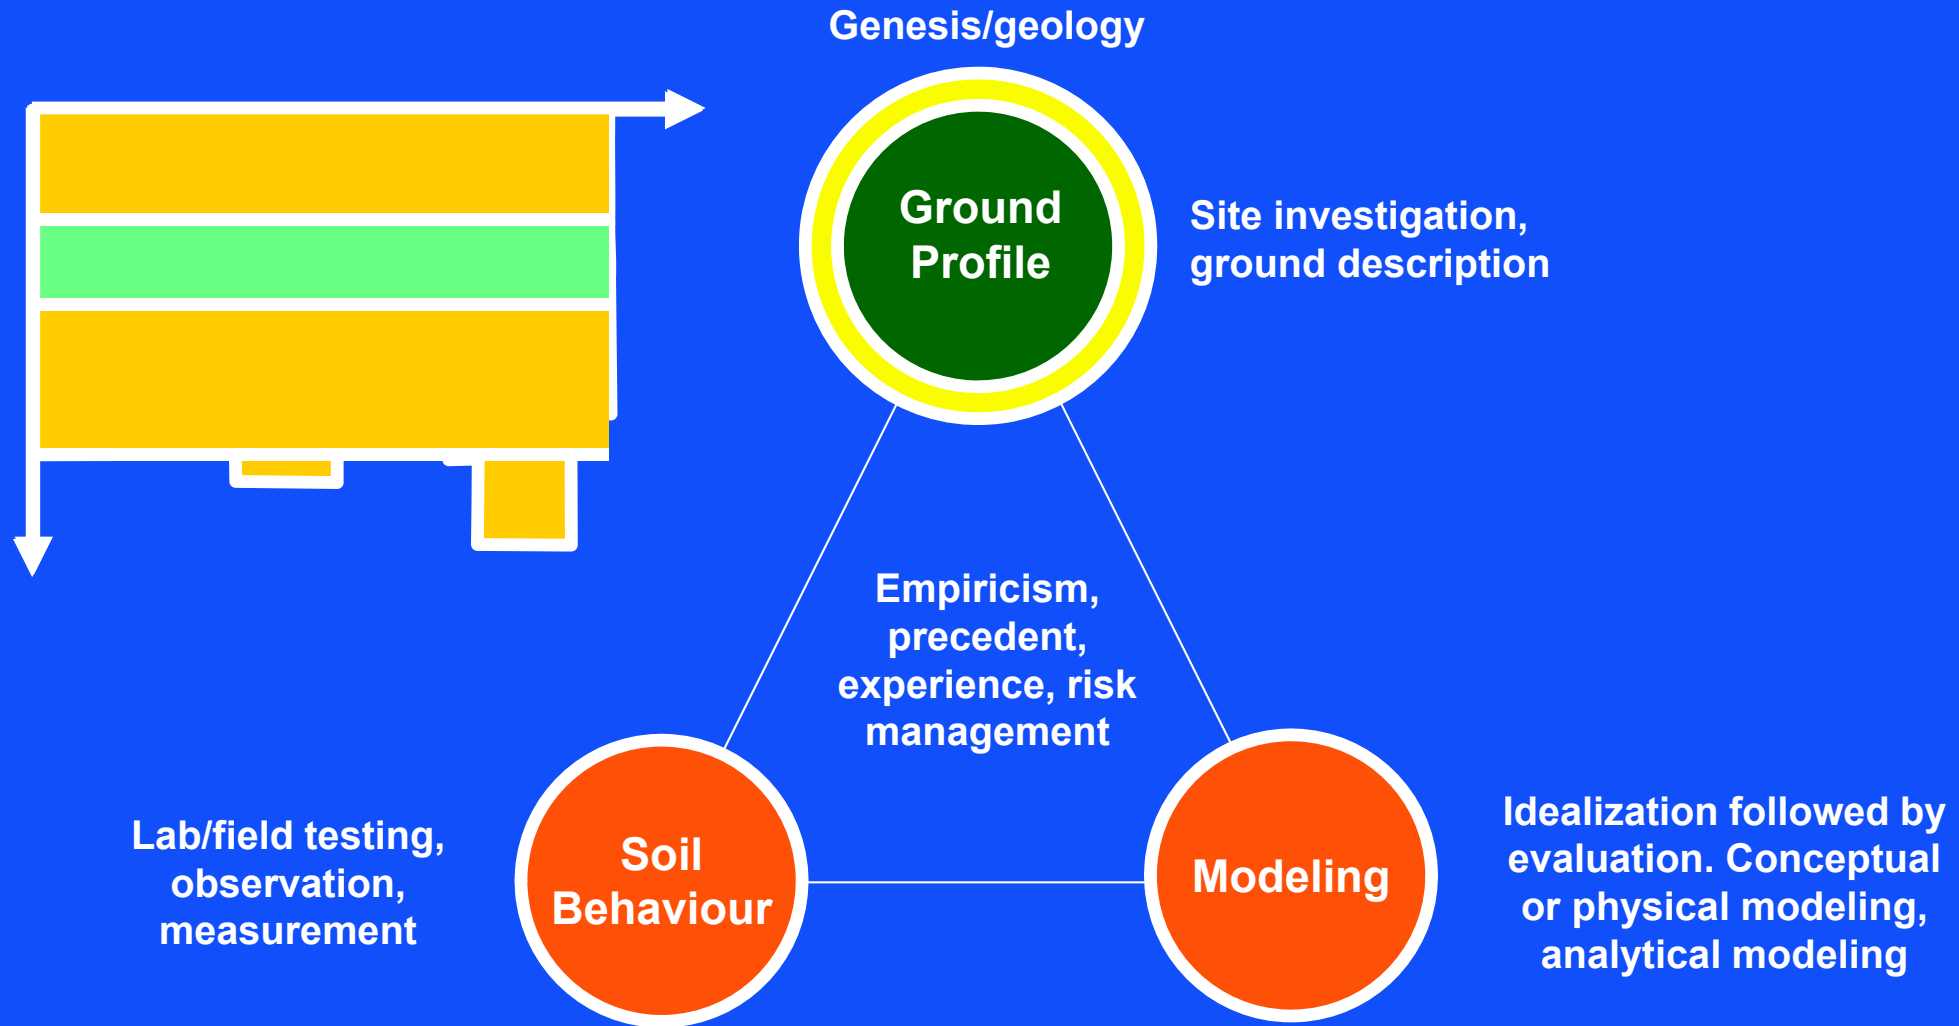 Genesis/geology
Ground
Profile
Site investigation,
ground description
Empiricism,
precedent,
experience, risk
management
Lab/field testing,
observation,
measurement
Soil
Behaviour
Modeling
Idealization followed by
evaluation. Conceptual
or physical modeling,
analytical modeling